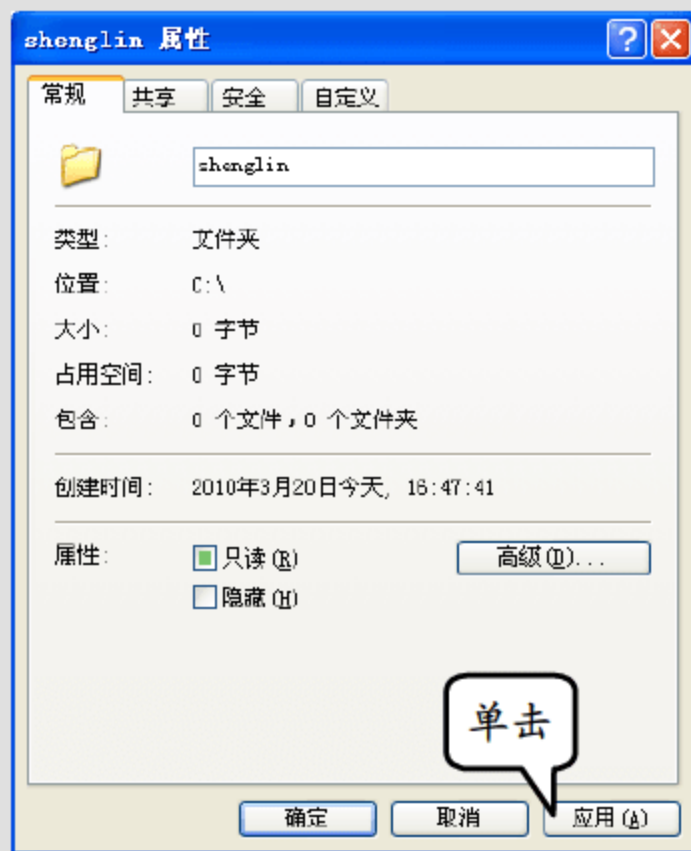 shenglin 属性
常规 共享 安全 自定义
shenglin
类型: 文件夹
位置: C:\
大小: 0 字节
占用空间: 0 字节
包含: 0 个文件,0 个文件夹
创建时间: 2010年3月20日今天, 16:47:41
属性: 只读(R) 高级(D)...
隐藏(H)
单击
确定 取消 应用(A)